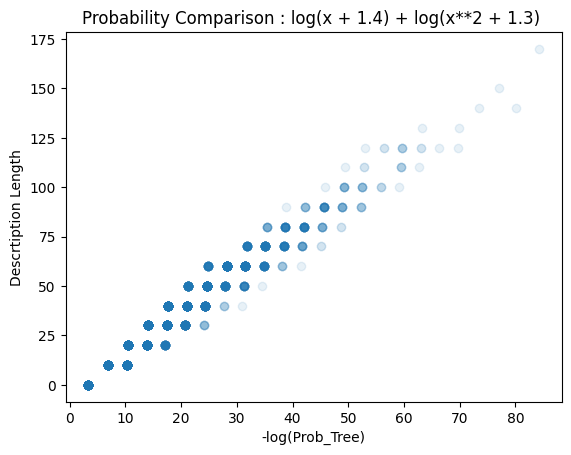 Probability Comparison : log(x + 1.4) + log(x**2 + 1.3)
175
150
125
100
75
50
25
0
Descrtiption Length
0 10 20 30 40 50 60 70 80
-log(Prob_Tree)